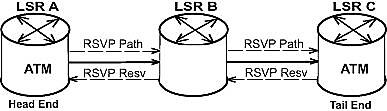 LSR A
LSR B
LSR C
RSVP Path
RSVP Path
ATM
ATM
RSVP Resv
RSVP Resv
Head End
Tail End